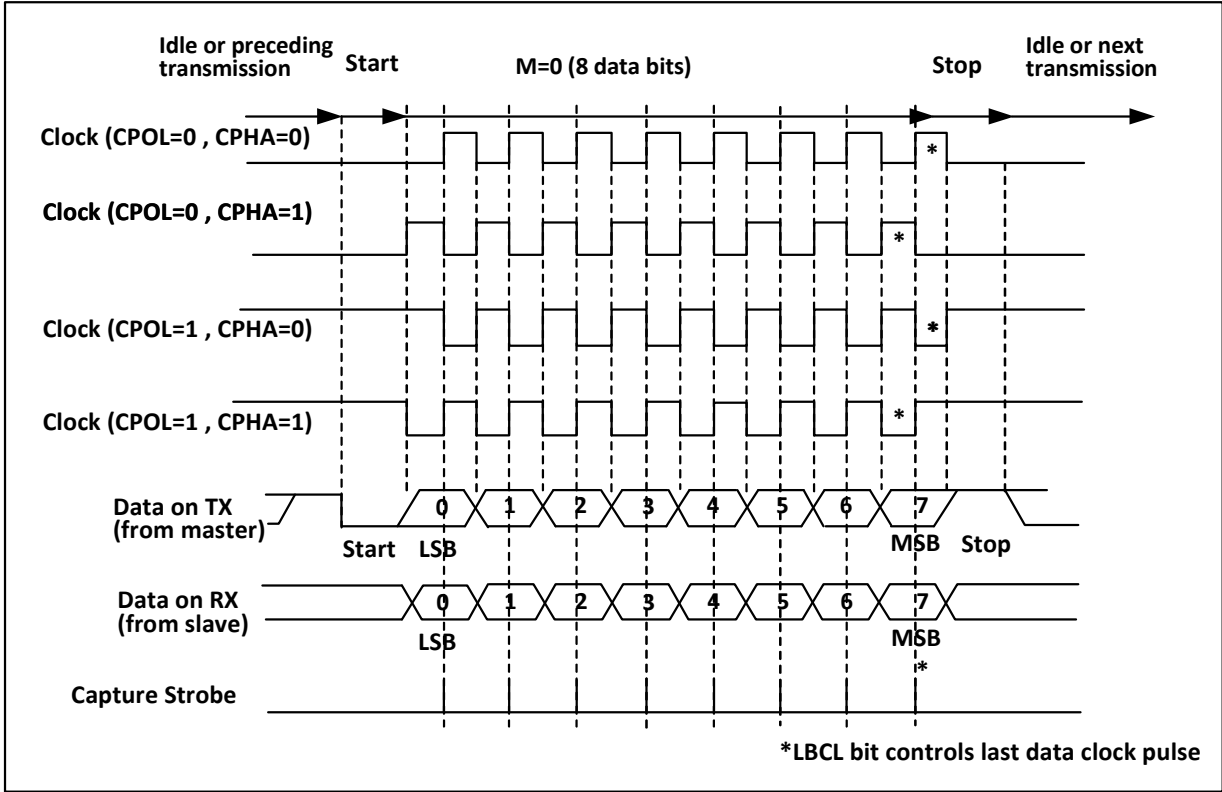 Idle or preceding
transmission
Start
M=0 (8 data bits)
Stop
Idle or next
transmission
Clock (CPOL=0 , CPHA=0)
*
Clock (CPOL=0 , CPHA=1)
*
Clock (CPOL=1 , CPHA=0)
*
Clock (CPOL=1 , CPHA=1)
*
Data on TX
(from master)
0 1 2 3 4 5 6 7
Start LSB MSB Stop
Data on RX
(from slave)
0 1 2 3 4 5 6 7
LSB MSB
*
Capture Strobe
*LBCL bit controls last data clock pulse